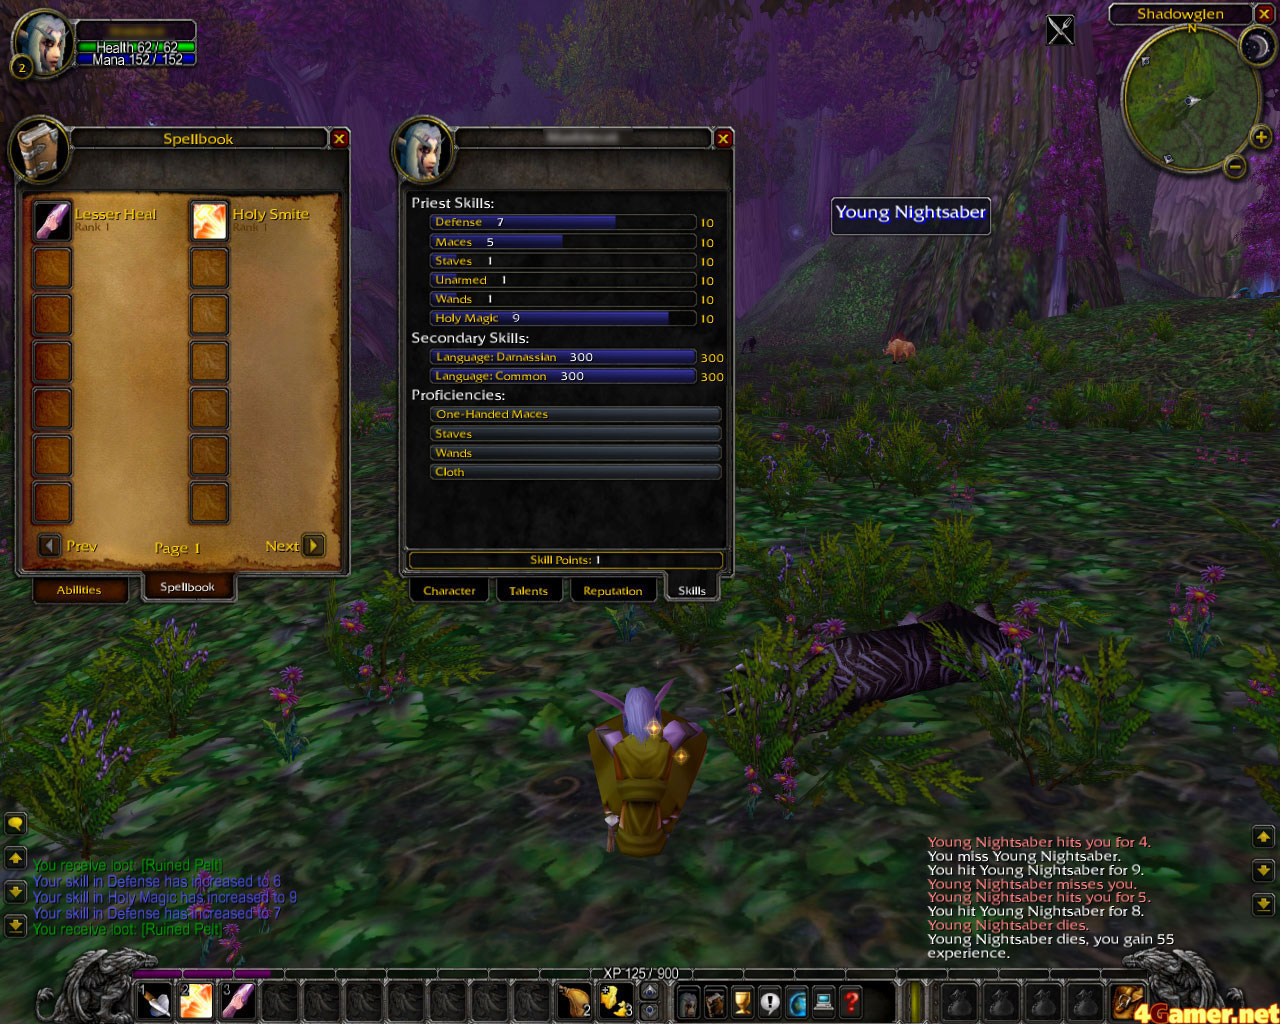 Health 62 / 62
Mana 152 / 152
2
Shadowglen
N
Spellbook
Lesser Heal
Rank 1
Holy Smite
Rank 1
Prev
Page 1
Next
Abilities
Spellbook
Priest Skills:
Defense 7 10
Maces 5 10
Staves 1 10
Unarmed 1 10
Wands 1 10
Holy Magic 9 10
Secondary Skills:
Language: Darnassian 300 300
Language: Common 300 300
Proficiencies:
One-Handed Maces
Staves
Wands
Cloth
Skill Points: 1
Character
Talents
Reputation
Skills
Young Nightsaber
You receive loot: [Ruined Pelt]
Your skill in Defense has increased to 6
Your skill in Holy Magic has increased to 9
Your skill in Defense has increased to 7
You receive loot: [Ruined Pelt]
Young Nightsaber hits you for 4.
You miss Young Nightsaber.
You hit Young Nightsaber for 9.
Young Nightsaber misses you.
Young Nightsaber hits you for 5.
You hit Young Nightsaber for 8.
Young Nightsaber dies.
Young Nightsaber dies, you gain 55
experience.
XP 125 / 900
1
2
3
2
3
4Gamer.net